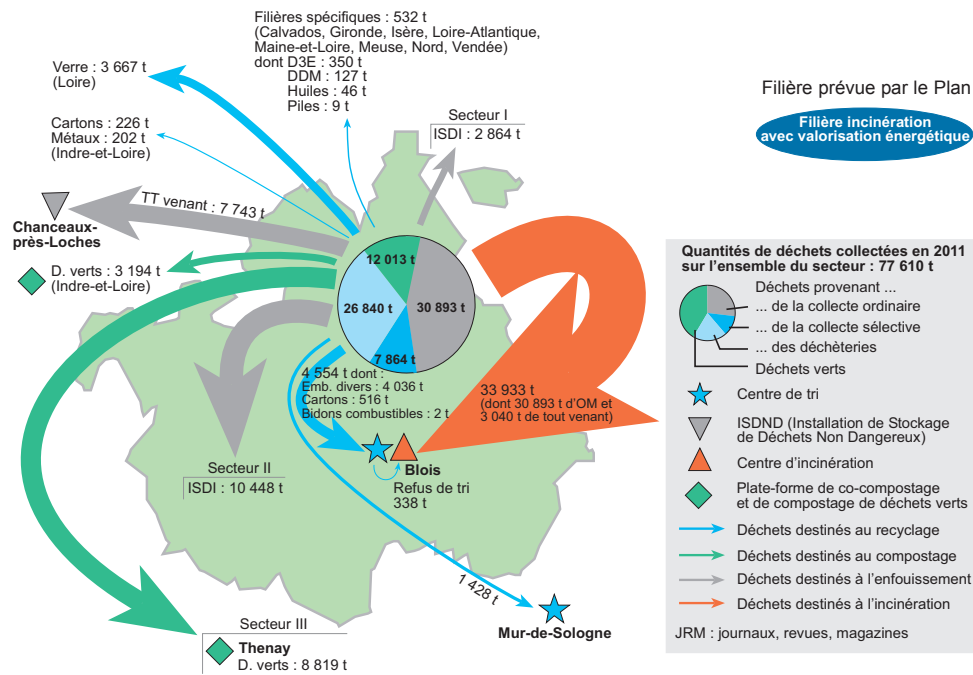 Filières spécifiques : 532 t
(Calvados, Gironde, Isère, Loire-Atlantique,
Maine-et-Loire, Meuse, Nord, Vendée)
dont D3E : 350 t
DDM : 127 t
Huiles : 46 t
Piles : 9 t
Verre : 3 667 t
(Loire)
Cartons : 226 t
Métaux : 202 t
(Indre-et-Loire)
Secteur I
ISDI : 2 864 t
TT venant : 7 743 t
Chanceaux-
près-Loches
D. verts : 3 194 t
(Indre-et-Loire)
12 013 t
26 840 t
30 893 t
7 864 t
4 554 t dont :
Emb. divers : 4 036 t
Cartons : 516 t
Bidons combustibles : 2 t
33 933 t
(dont 30 893 t d'OM et
3 040 t de tout venant)
Blois
Refus de tri
338 t
Secteur II
ISDI : 10 448 t
1 428 t
Mur-de-Sologne
Secteur III
Thenay
D. verts : 8 819 t
Filière prévue par le Plan
Filière incinération
avec valorisation énergétique
Quantités de déchets collectées en 2011
sur l'ensemble du secteur : 77 610 t
Déchets provenant ...
... de la collecte ordinaire
... de la collecte sélective
... des déchèteries
Déchets verts
Centre de tri
ISDND (Installation de Stockage
de Déchets Non Dangereux)
Centre d'incinération
Plate-forme de co-compostage
et de compostage de déchets verts
Déchets destinés au recyclage
Déchets destinés au compostage
Déchets destinés à l'enfouissement
Déchets destinés à l'incinération
JRM : journaux, revues, magazines